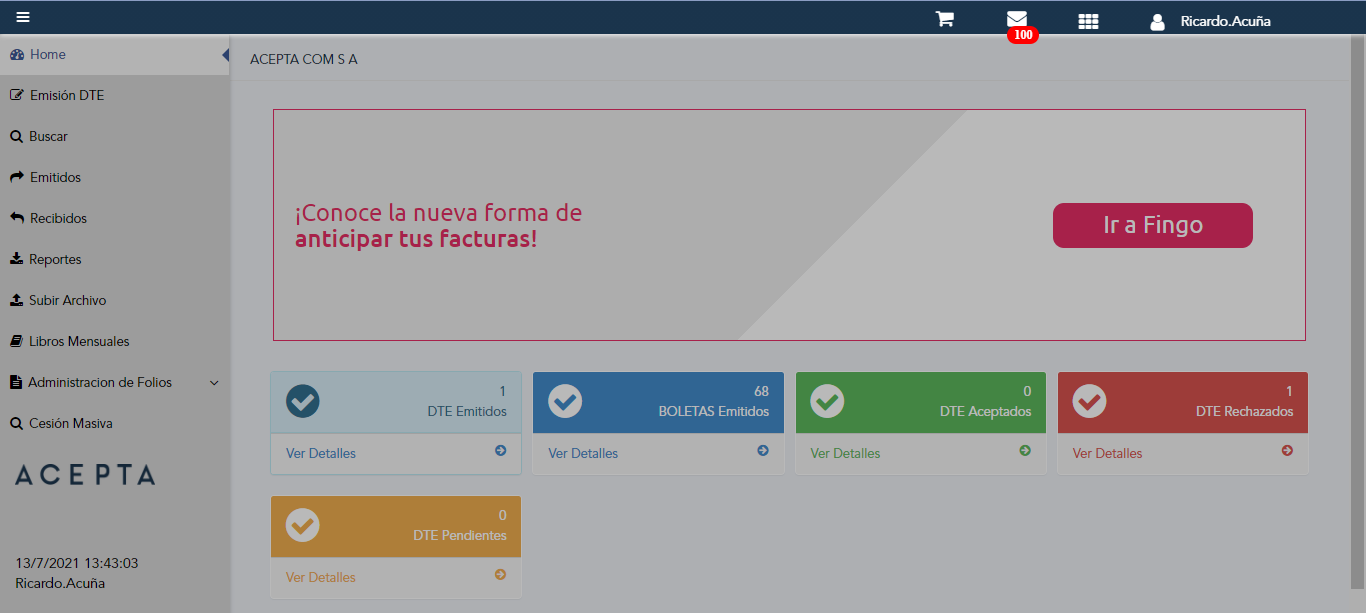 100
Ricardo.Acuña
Home
Emisión DTE
Buscar
Emitidos
Recibidos
Reportes
Subir Archivo
Libros Mensuales
Administracion de Folios
Cesión Masiva
ACEPTA
13/7/2021 13:43:03
Ricardo.Acuña
ACEPTA COM S A
¡Conoce la nueva forma de
anticipar tus facturas!
Ir a Fingo
1
DTE Emitidos
Ver Detalles
68
BOLETAS Emitidos
Ver Detalles
0
DTE Aceptados
Ver Detalles
1
DTE Rechazados
Ver Detalles
0
DTE Pendientes
Ver Detalles